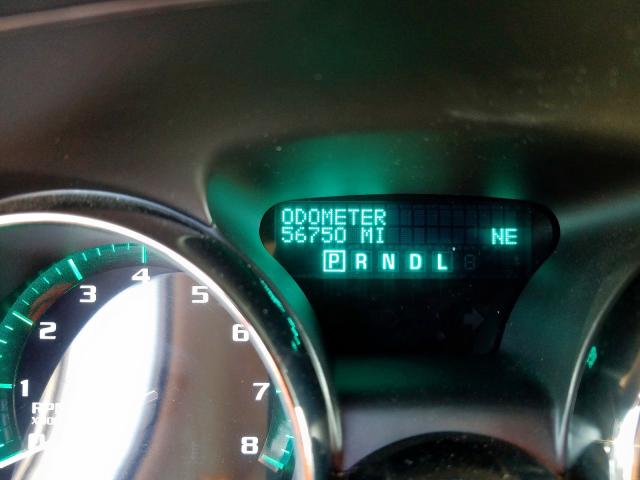 ODOMETER
56750 MI NE
P R N D L
1 2 3 4 5 6 7 8